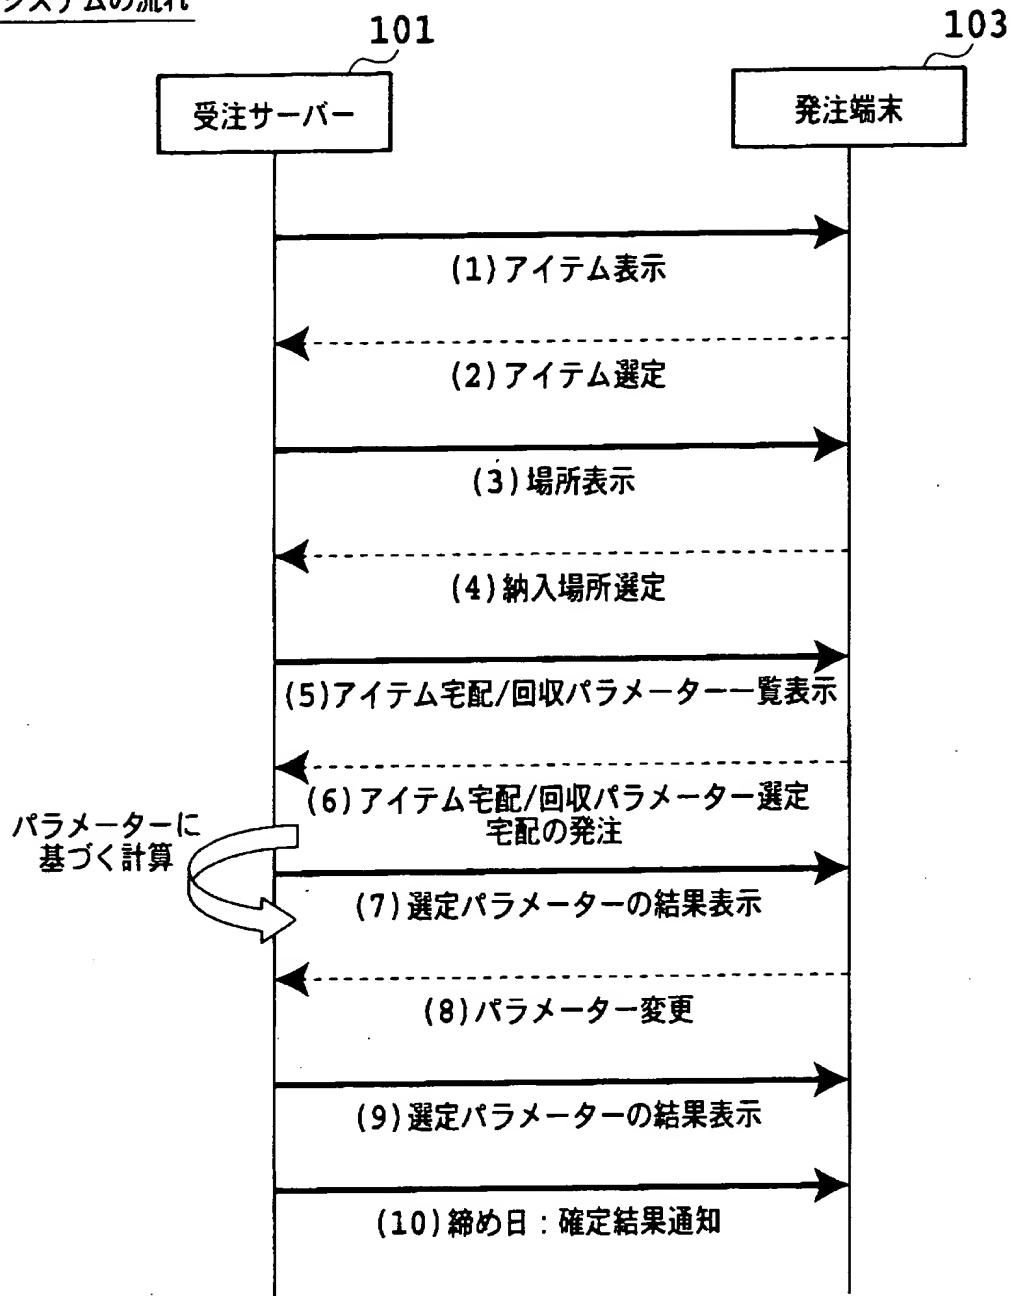 システムの流れ
101
103
受注サーバー
発注端末
(1)アイテム表示
(2)アイテム選定
(3)場所表示
(4)納入場所選定
(5)アイテム宅配/回収パラメーター一覧表示
(6)アイテム宅配/回収パラメーター選定
宅配の発注
パラメーターに
基づく計算
(7)選定パラメーターの結果表示
(8)パラメーター変更
(9)選定パラメーターの結果表示
(10)締め日：確定結果通知